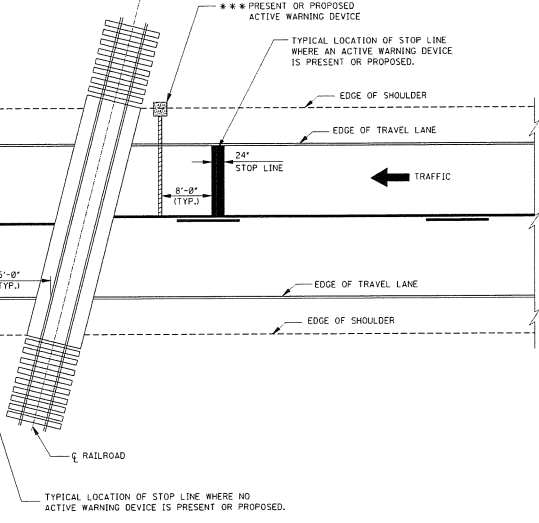 * * * PRESENT OR PROPOSED
ACTIVE WARNING DEVICE
TYPICAL LOCATION OF STOP LINE
WHERE AN ACTIVE WARNING DEVICE
IS PRESENT OR PROPOSED.
EDGE OF SHOULDER
EDGE OF TRAVEL LANE
24"
STOP LINE
8'-0"
(TYP.)
TRAFFIC
5'-0"
TYP.)
EDGE OF TRAVEL LANE
EDGE OF SHOULDER
℄ RAILROAD
TYPICAL LOCATION OF STOP LINE WHERE NO
ACTIVE WARNING DEVICE IS PRESENT OR PROPOSED.